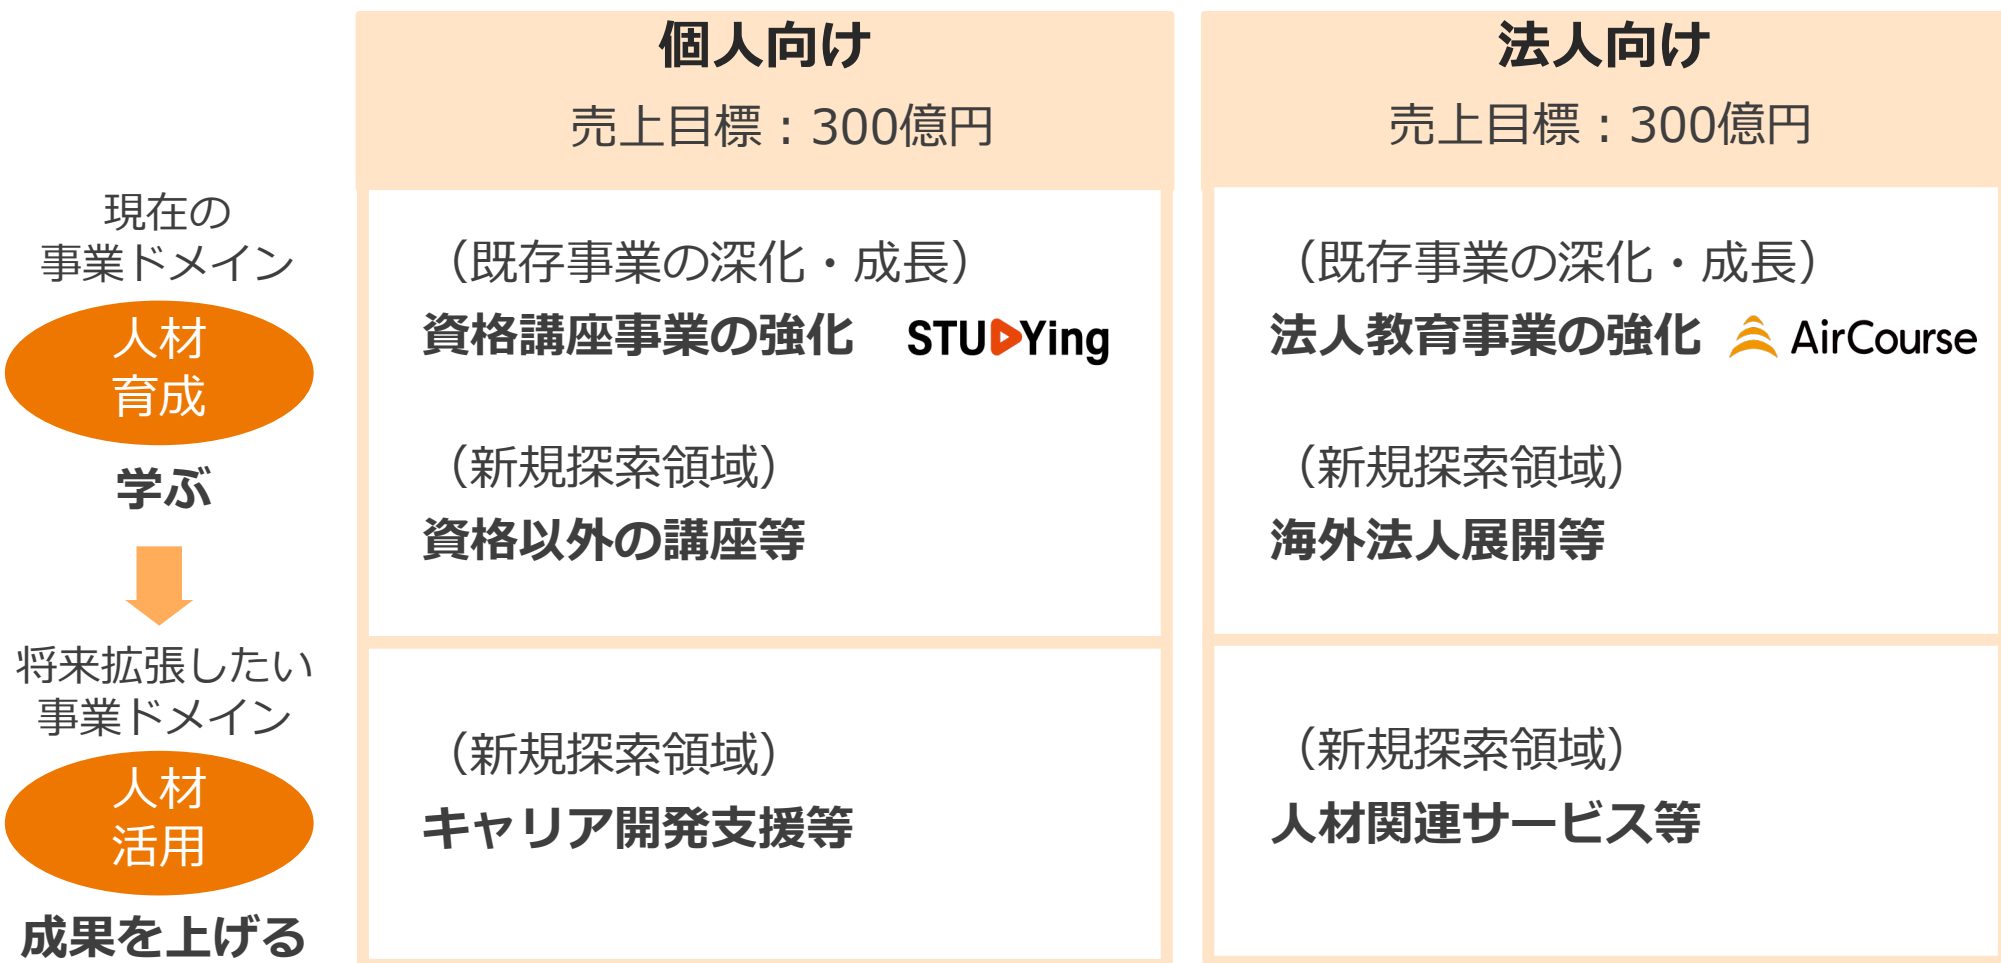 個人向け
売上目標：300億円
法人向け
売上目標：300億円
現在の
事業ドメイン
人材
育成
学ぶ
（既存事業の深化・成長）
資格講座事業の強化 STUDYing
（新規探索領域）
資格以外の講座等
（既存事業の深化・成長）
法人教育事業の強化 AirCourse
（新規探索領域）
海外法人展開等
将来拡張したい
事業ドメイン
人材
活用
成果を上げる
（新規探索領域）
キャリア開発支援等
（新規探索領域）
人材関連サービス等